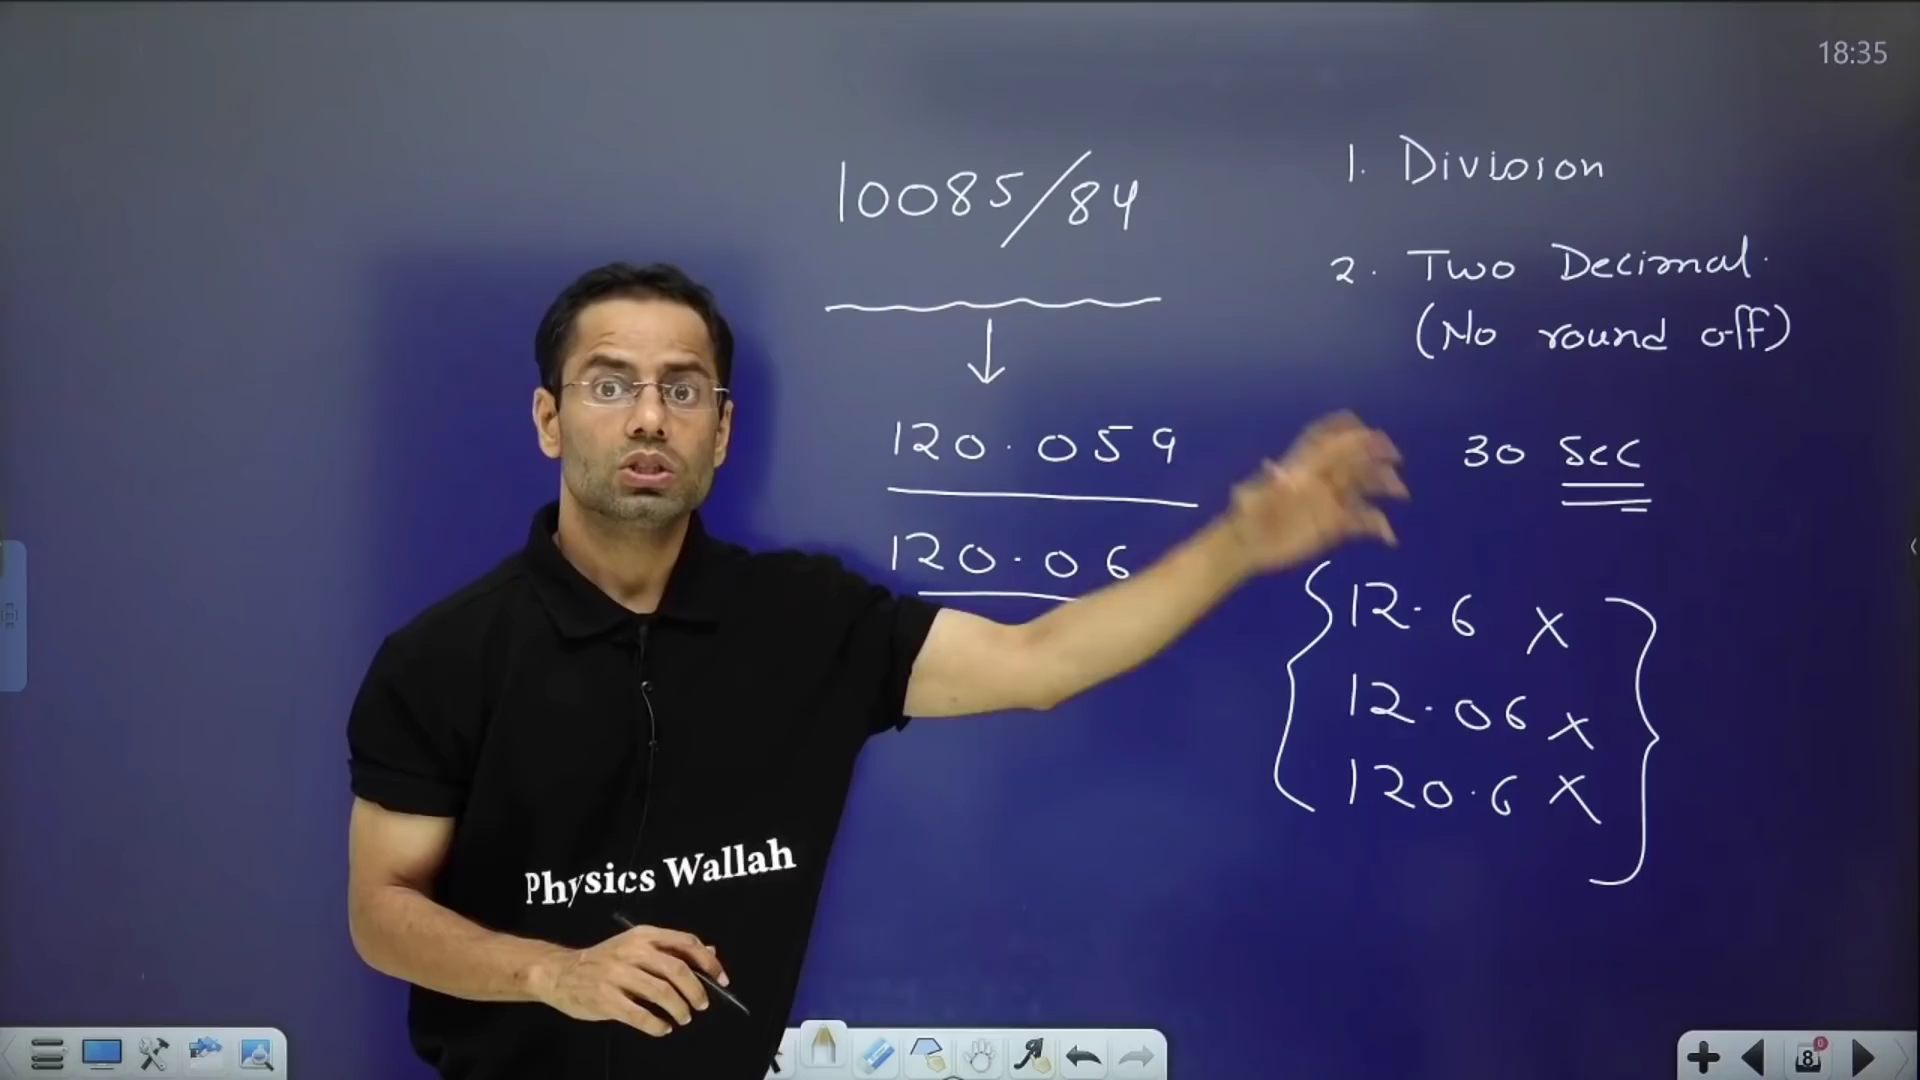 18:35
10085/84
120.059
120.06
1. Division
2. Two Decimal.
(No round off)
30 Sec
12.6 X
12.06 X
120.6 X
Physics Wallah
8
0